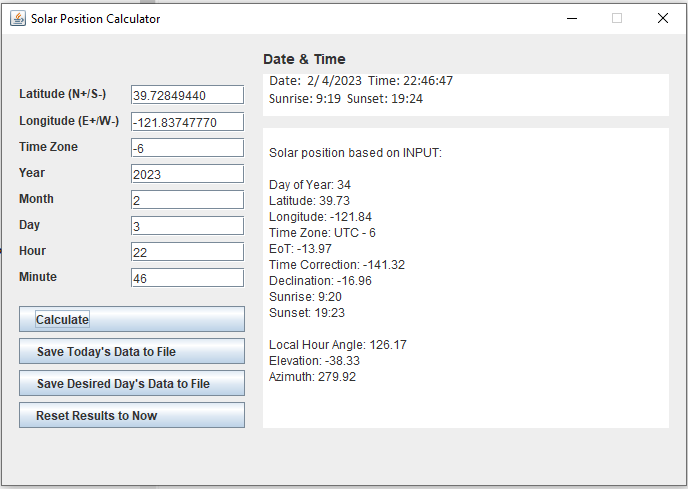 Solar Position Calculator
Date & Time
Date:  2/ 4/2023  Time: 22:46:47
Sunrise: 9:19  Sunset: 19:24
Latitude (N+/S-) 39.72849440
Longitude (E+/W-) -121.83747770
Time Zone -6
Year 2023
Month 2
Day 3
Hour 22
Minute 46
Calculate
Save Today's Data to File
Save Desired Day's Data to File
Reset Results to Now
Solar position based on INPUT:
Day of Year: 34
Latitude: 39.73
Longitude: -121.84
Time Zone: UTC - 6
EoT: -13.97
Time Correction: -141.32
Declination: -16.96
Sunrise: 9:20
Sunset: 19:23
Local Hour Angle: 126.17
Elevation: -38.33
Azimuth: 279.92